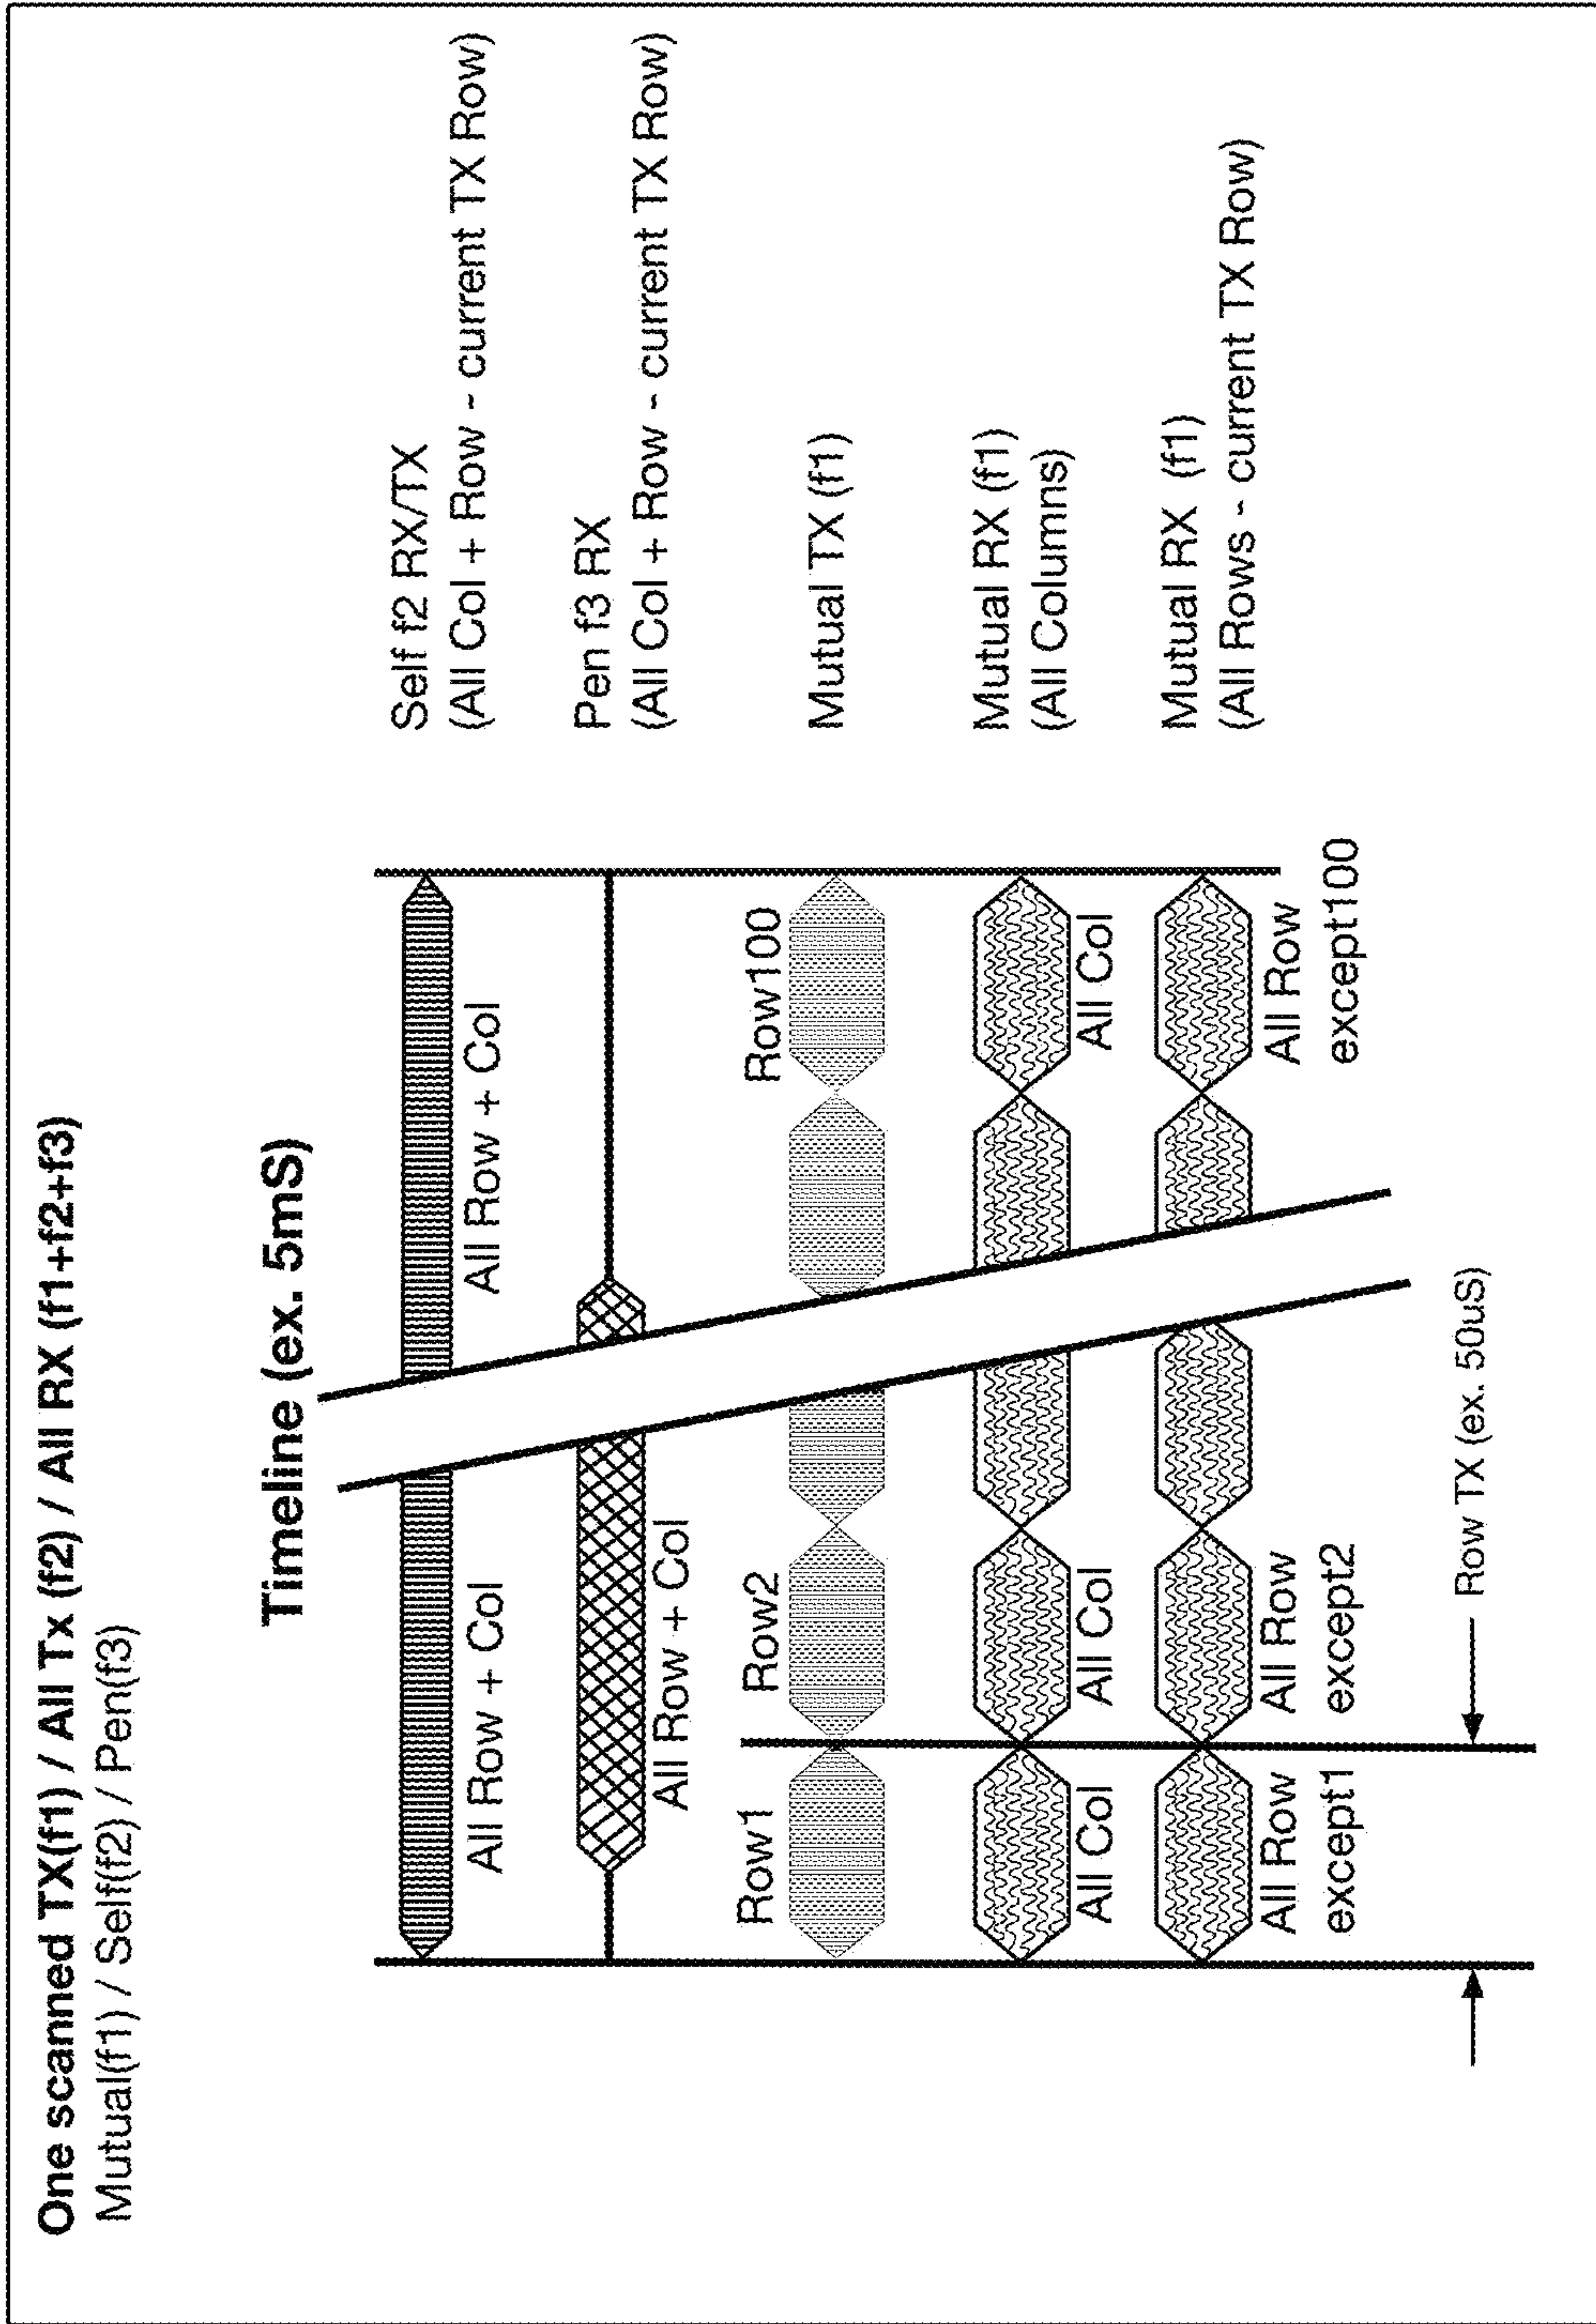 One scanned TX(f1) / All Tx (f2) / All RX (f1+f2+f3)
Mutual(f1) / Self(f2) / Pen(f3)
Timeline (ex. 5mS)
All Row + Col
All Row + Col
Self f2 RX/TX
(All Col + Row - current TX Row)
All Row + Col
Pen f3 RX
(All Col + Row - current TX Row)
Row1
Row2
Row100
Mutual TX (f1)
All Col
All Col
All Col
Mutual RX (f1)
(All Columns)
All Row
except1
All Row
except2
All Row
except100
Mutual RX (f1)
(All Rows - current TX Row)
Row TX (ex. 50uS)